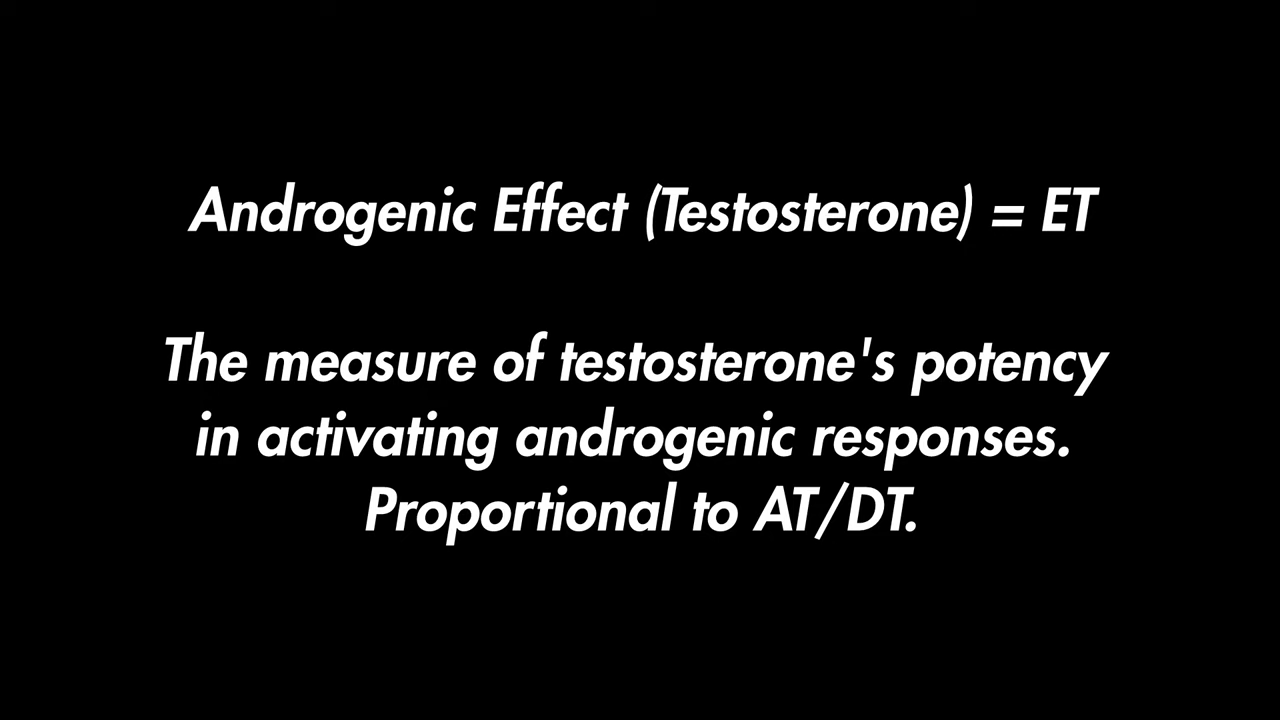 Androgenic Effect (Testosterone) = ET
The measure of testosterone's potency
in activating androgenic responses.
Proportional to AT/DT.